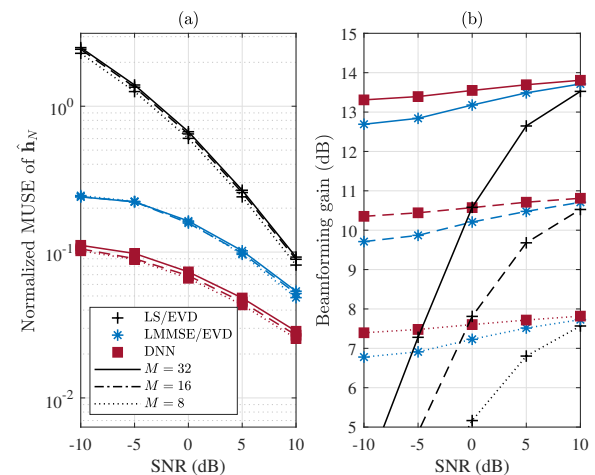 (a)
Normalized MUSE of ĥ_N
10^0
10^-1
10^-2
LS/EVD
LMMSE/EVD
DNN
M = 32
M = 16
M = 8
-10 -5 0 5 10
SNR (dB)
(b)
Beamforming gain (dB)
15
14
13
12
11
10
9
8
7
6
5
-10 -5 0 5 10
SNR (dB)